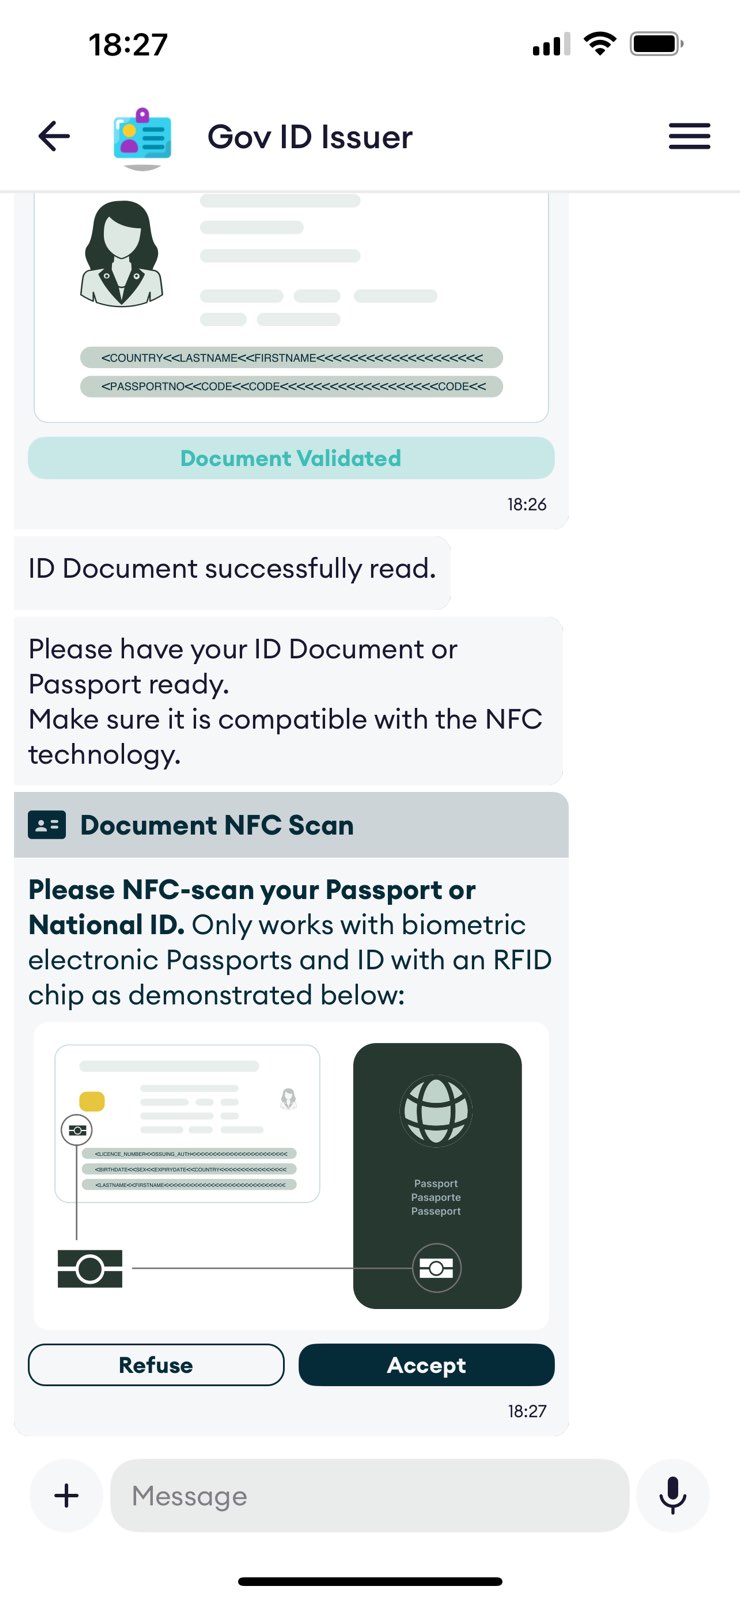 18:27
Gov ID Issuer
<COUNTRY<<LASTNAME<<FIRSTNAME<<<<<<<<<<<<<<<<<<<<<
<PASSPORTNO<<CODE<<CODE<<<<<<<<<<<<<<<<<<<<CODE<<
Document Validated
18:26
ID Document successfully read.
Please have your ID Document or
Passport ready.
Make sure it is compatible with the NFC
technology.
Document NFC Scan
Please NFC-scan your Passport or
National ID. Only works with biometric
electronic Passports and ID with an RFID
chip as demonstrated below:
<LICENCE_NUMBER<<OSSUING_AUTH<<<<<<<<<<<<<<<<<<<<<<<
<BIRTHDATE<<SEX<<EXPIRYDATE<<COUNTRY<<<<<<<<<<<<<<<<
<LASTNAME<<FIRSTNAME<<<<<<<<<<<<<<<<<<<<<<<<<<<<<<
Passport
Pasaporte
Passeport
Refuse
Accept
18:27
Message